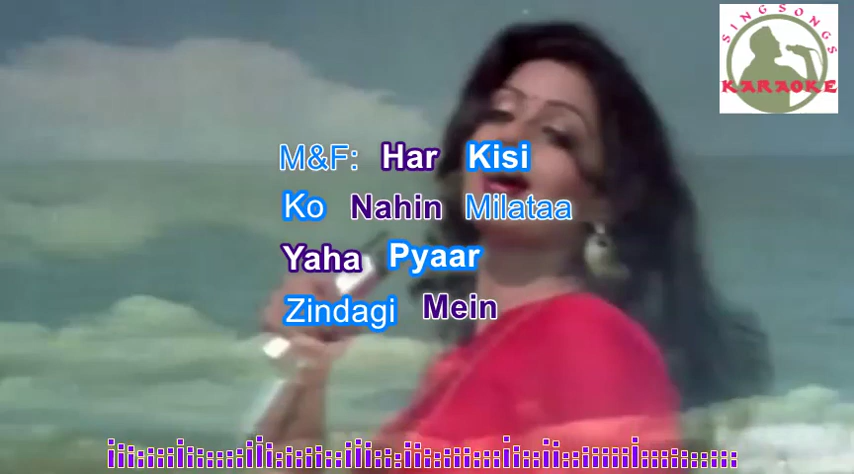 SINGSONGS
KARAOKE
M&F: Har Kisi
Ko Nahin Milataa
Yaha Pyaar
Zindagi Mein